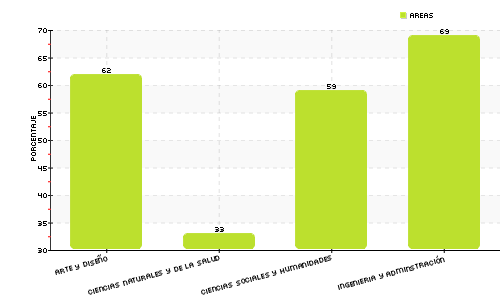 AREAS
70
65
60
55
50
45
40
35
30
PORCENTAJE
62
33
59
69
ARTE Y DISEÑO
CIENCIAS NATURALES Y DE LA SALUD
CIENCIAS SOCIALES Y HUMANIDADES
INGENIERIA Y ADMINSTRACIÓN